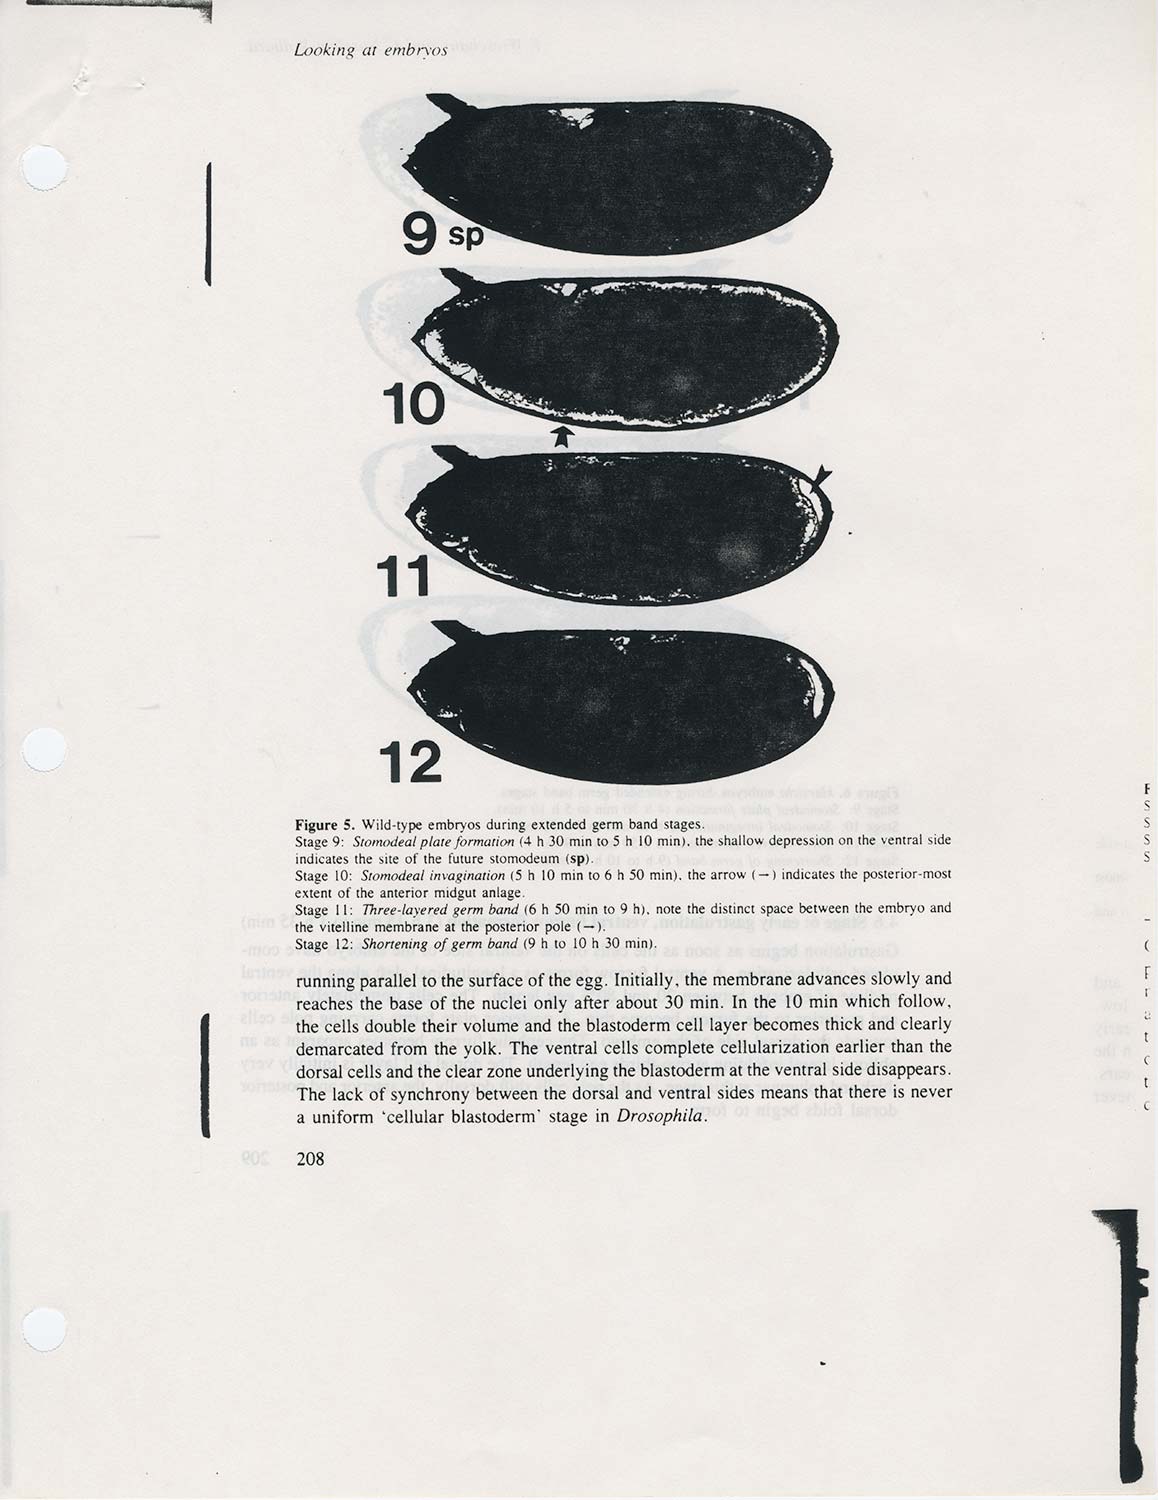 Looking at embryos
9 sp
10
11
12
Figure 5. Wild-type embryos during extended germ band stages.
Stage 9: Stomodeal plate formation (4 h 30 min to 5 h 10 min), the shallow depression on the ventral side
indicates the site of the future stomodeum (sp).
Stage 10: Stomodeal invagination (5 h 10 min to 6 h 50 min), the arrow (→) indicates the posterior-most
extent of the anterior midgut anlage.
Stage 11: Three-layered germ band (6 h 50 min to 9 h), note the distinct space between the embryo and
the vitelline membrane at the posterior pole (→).
Stage 12: Shortening of germ band (9 h to 10 h 30 min).
running parallel to the surface of the egg. Initially, the membrane advances slowly and
reaches the base of the nuclei only after about 30 min. In the 10 min which follow,
the cells double their volume and the blastoderm cell layer becomes thick and clearly
demarcated from the yolk. The ventral cells complete cellularization earlier than the
dorsal cells and the clear zone underlying the blastoderm at the ventral side disappears.
The lack of synchrony between the dorsal and ventral sides means that there is never
a uniform ‘cellular blastoderm’ stage in Drosophila.
208